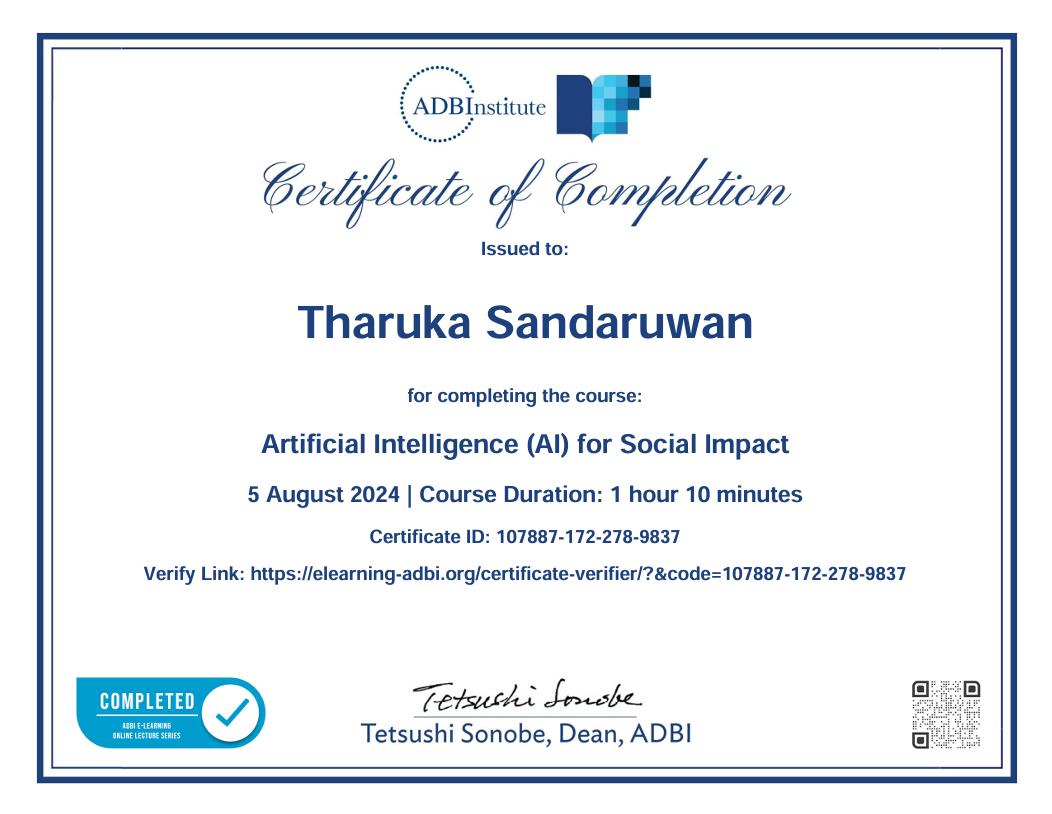 ADBInstitute
Certificate of Completion
Issued to:
Tharuka Sandaruwan
for completing the course:
Artificial Intelligence (AI) for Social Impact
5 August 2024 | Course Duration: 1 hour 10 minutes
Certificate ID: 107887-172-278-9837
Verify Link: https://elearning-adbi.org/certificate-verifier/?&code=107887-172-278-9837
COMPLETED
ADBI E-LEARNING
ONLINE LECTURE SERIES
Tetsushi Sonobe
Tetsushi Sonobe, Dean, ADBI